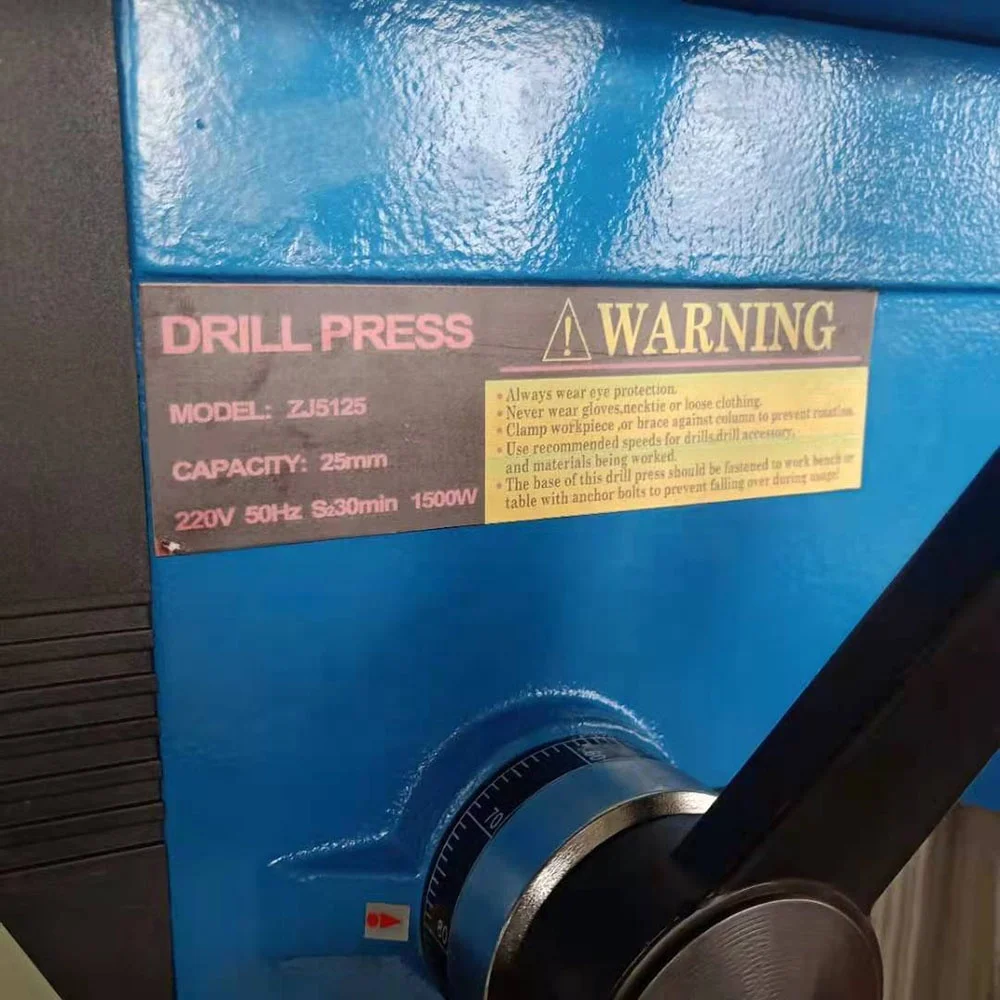 DRILL PRESS
MODEL: ZJ5125
CAPACITY: 25mm
220V 50Hz S230min 1500W
WARNING
• Always wear eye protection.
• Never wear gloves,necktie or loose clothing.
• Clamp workpiece ,or brace against column to prevent rotation.
• Use recommended speeds for drills,drill accessory,
and materials being worked.
• The base of this drill press should be fastened to work bench or
table with anchor bolts to prevent falling over during usage!
70